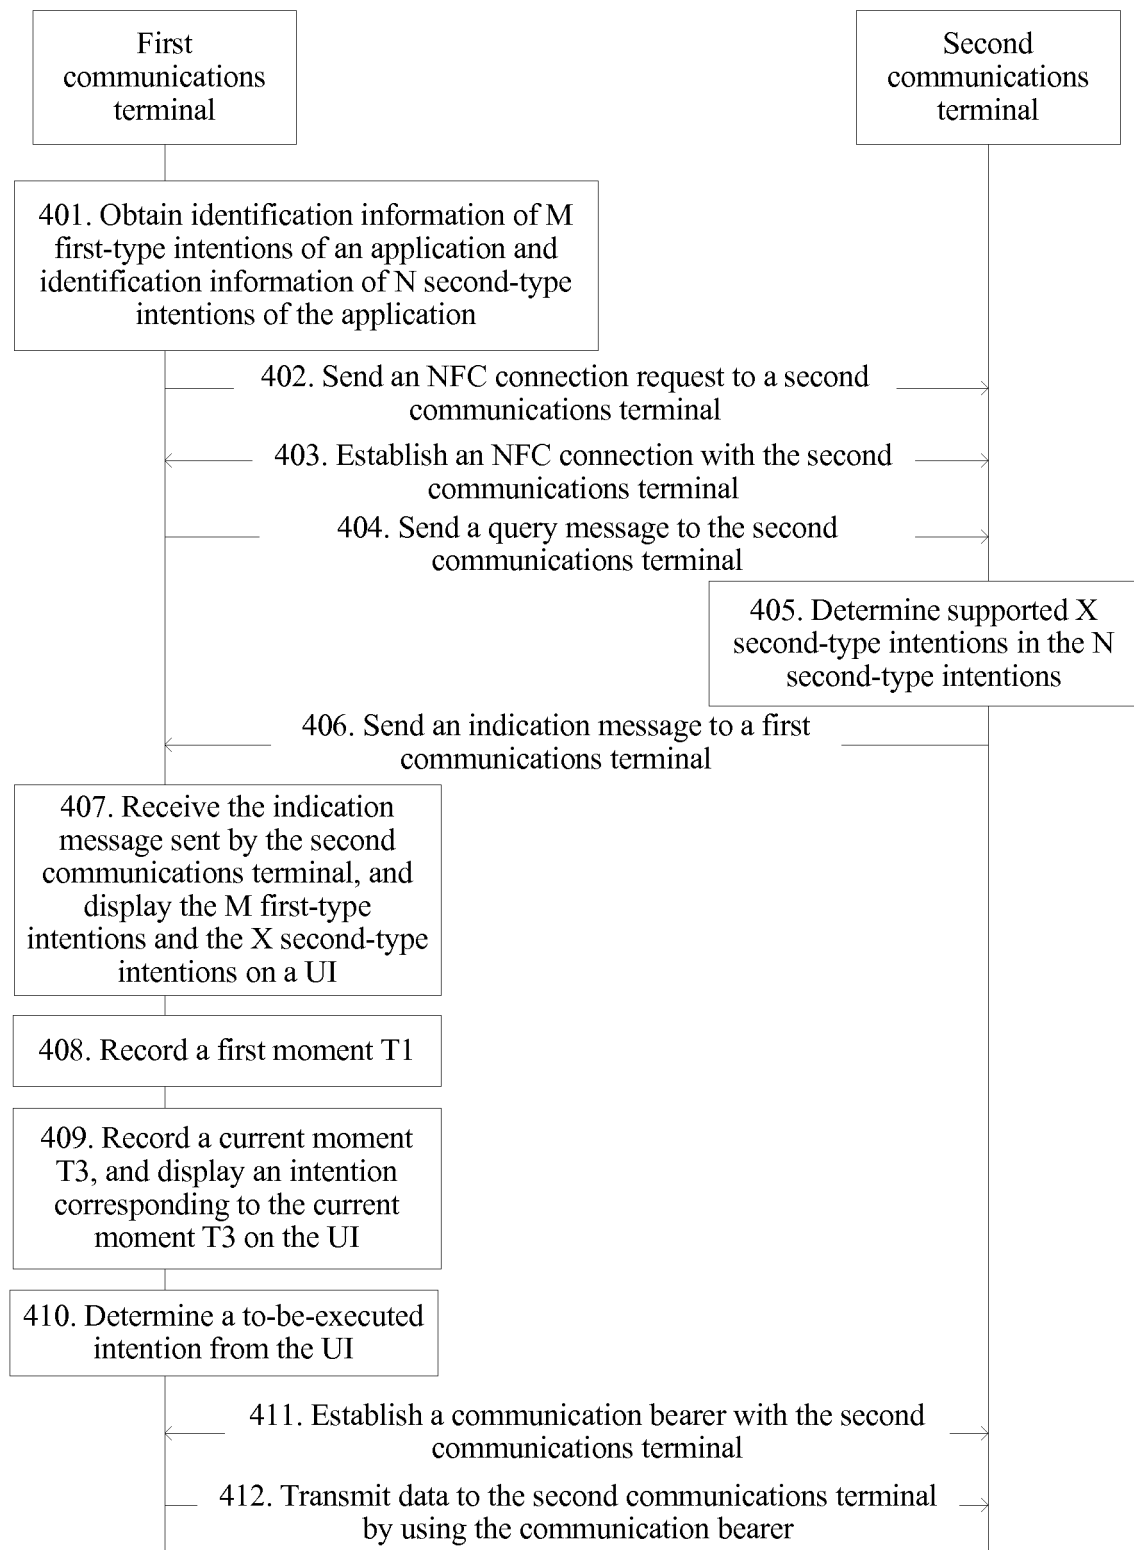 First
communications
terminal
Second
communications
terminal
401. Obtain identification information of M
first-type intentions of an application and
identification information of N second-type
intentions of the application
402. Send an NFC connection request to a second
communications terminal
403. Establish an NFC connection with the second
communications terminal
404. Send a query message to the second
communications terminal
405. Determine supported X
second-type intentions in the N
second-type intentions
406. Send an indication message to a first
communications terminal
407. Receive the indication
message sent by the second
communications terminal, and
display the M first-type
intentions and the X second-type
intentions on a UI
408. Record a first moment T1
409. Record a current moment
T3, and display an intention
corresponding to the current
moment T3 on the UI
410. Determine a to-be-executed
intention from the UI
411. Establish a communication bearer with the second
communications terminal
412. Transmit data to the second communications terminal
by using the communication bearer